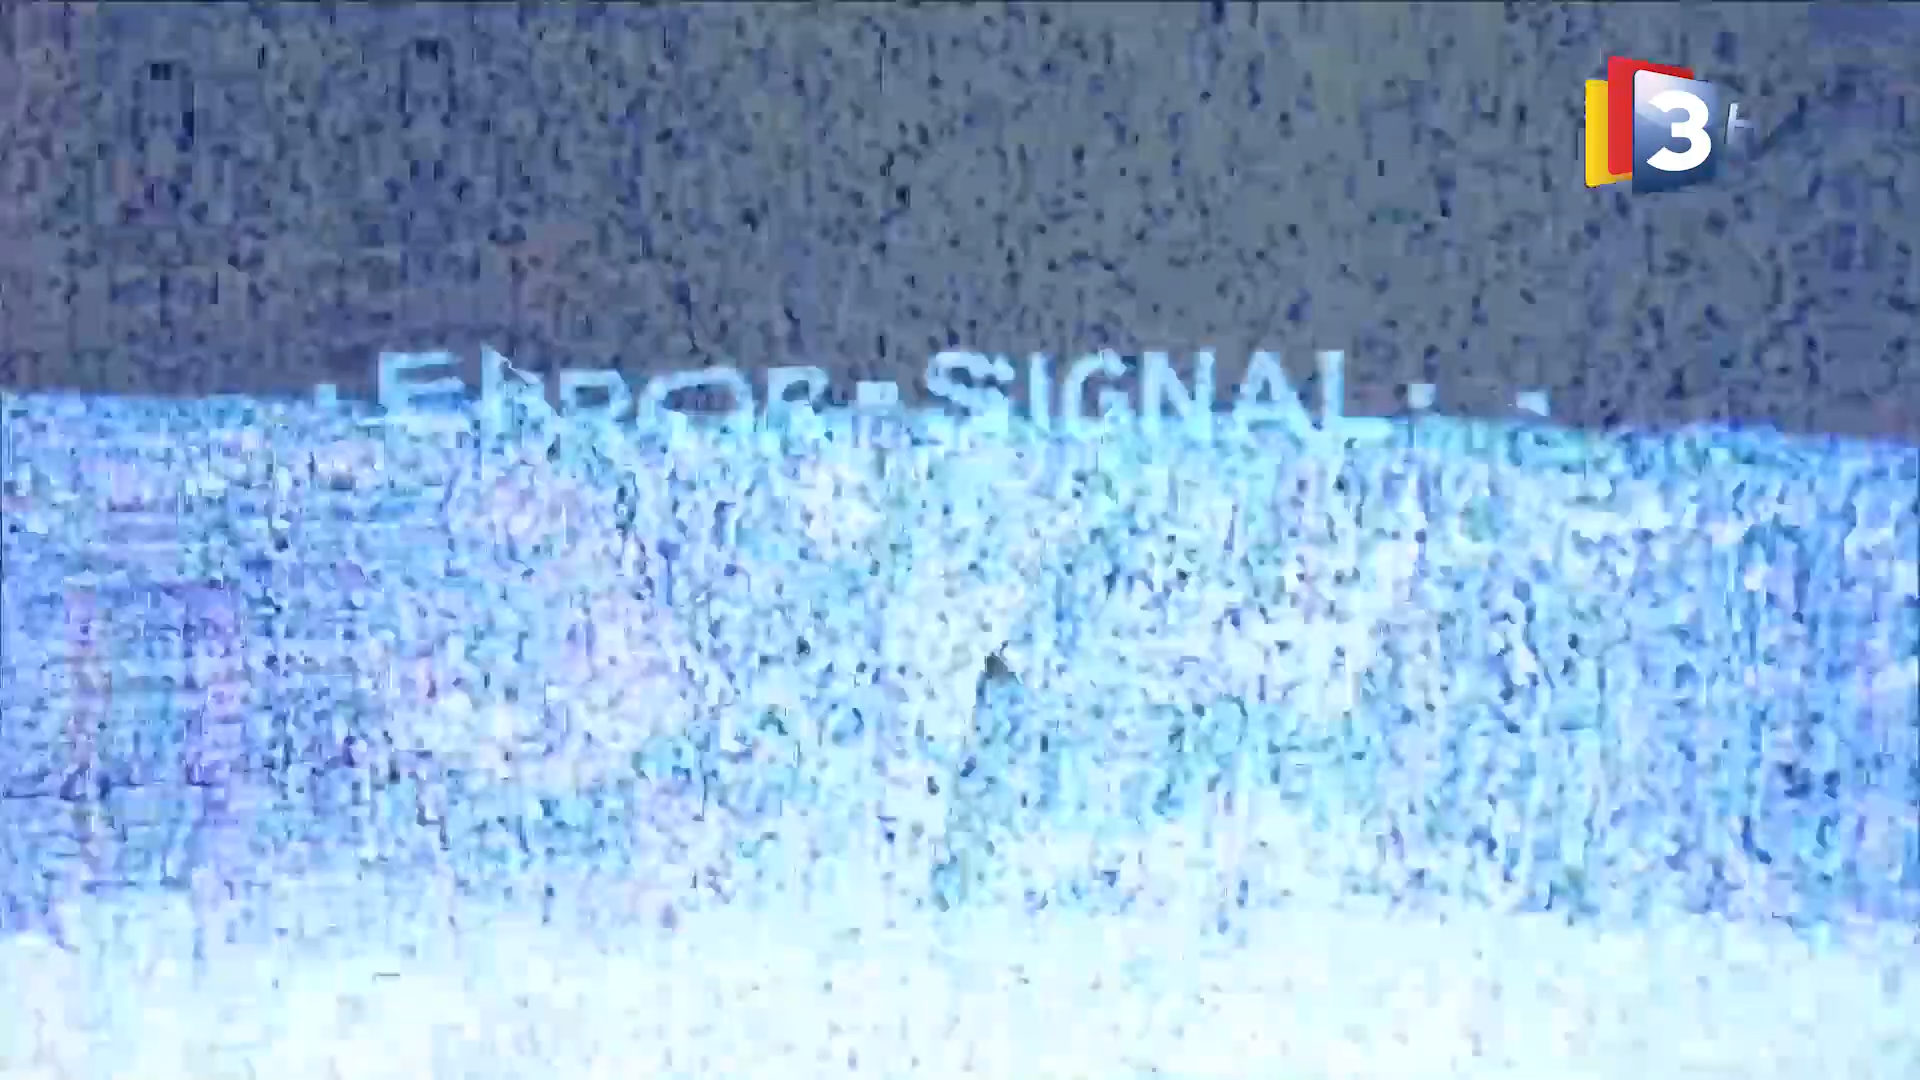 3 H
. ERROR SIGNAL . .